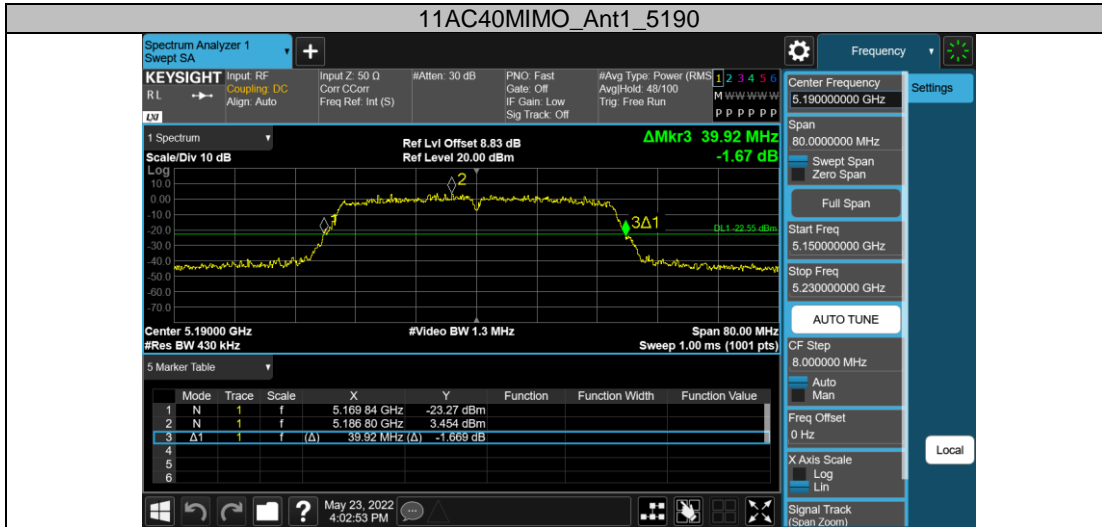 11AC40MIMO_Ant1_5190
Spectrum Analyzer 1
Swept SA
Frequency
KEYSIGHT
RL
LXI
Input: RF
Coupling: DC
Align: Auto
Input Z: 50 Ω
Corr CCorr
Freq Ref: Int (S)
#Atten: 30 dB
PNO: Fast
Gate: Off
IF Gain: Low
Sig Track: Off
#Avg Type: Power (RMS
Avg|Hold: 48/100
Trig: Free Run
1 2 3 4 5 6
M W W W W W
P P P P P P
1 Spectrum
Scale/Div 10 dB
Ref Lvl Offset 8.83 dB
Ref Level 20.00 dBm
ΔMkr3 39.92 MHz
-1.67 dB
Log
10.0
0.00
-10.0
-20.0
-30.0
-40.0
-50.0
-60.0
-70.0
1
2
3Δ1
DL1 -22.55 dBm
Center 5.19000 GHz
#Video BW 1.3 MHz
Span 80.00 MHz
#Res BW 430 kHz
Sweep 1.00 ms (1001 pts)
5 Marker Table
Mode Trace Scale X Y Function Function Width Function Value
1 N 1 f 5.169 84 GHz -23.27 dBm
2 N 1 f 5.186 80 GHz 3.454 dBm
3 Δ1 1 f (Δ) 39.92 MHz (Δ) -1.669 dB
4
5
6
May 23, 2022
4:02:53 PM
Center Frequency
5.190000000 GHz
Span
80.0000000 MHz
Swept Span
Zero Span
Full Span
Start Freq
5.150000000 GHz
Stop Freq
5.230000000 GHz
AUTO TUNE
CF Step
8.000000 MHz
Auto
Man
Freq Offset
0 Hz
X Axis Scale
Log
Lin
Signal Track
(Span Zoom)
Settings
Local